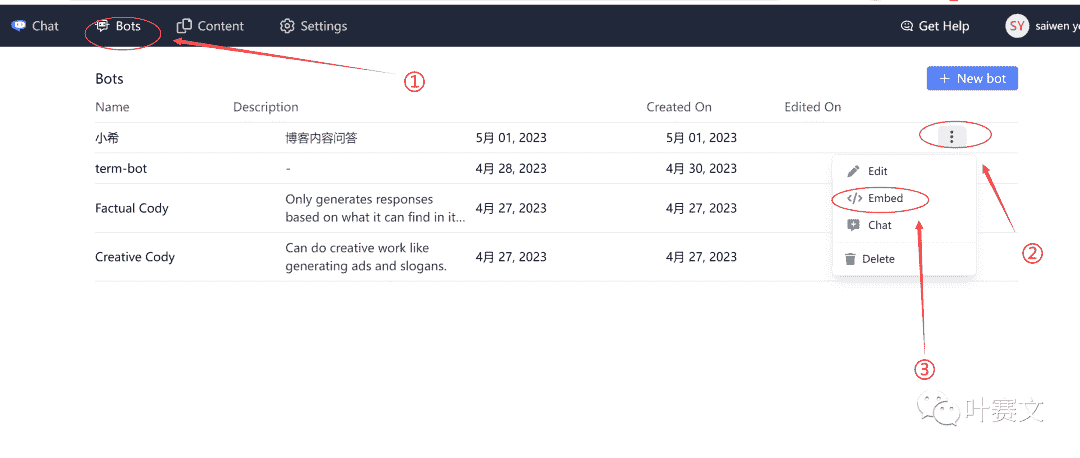 Chat Bots Content Settings Get Help SY saiwen ye
①
Bots
+ New bot
Name Description Created On Edited On
小希 博客内容问答 5月 01, 2023 5月 01, 2023
term-bot - 4月 28, 2023 4月 30, 2023
Factual Cody Only generates responses
based on what it can find in it... 4月 27, 2023 4月 27, 2023
Creative Cody Can do creative work like
generating ads and slogans. 4月 27, 2023 4月 27, 2023
Edit
</> Embed
Chat
Delete
②
③
叶赛文